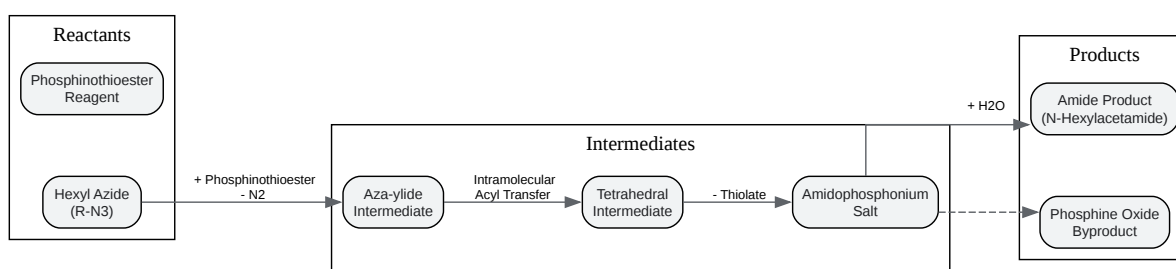 Reactants
Phosphinothioester
Reagent
Hexyl Azide
(R-N3)
+ Phosphinothioester
- N2
Intermediates
Aza-ylide
Intermediate
Intramolecular
Acyl Transfer
Tetrahedral
Intermediate
- Thiolate
Amidophosphonium
Salt
+ H2O
Products
Amide Product
(N-Hexylacetamide)
Phosphine Oxide
Byproduct